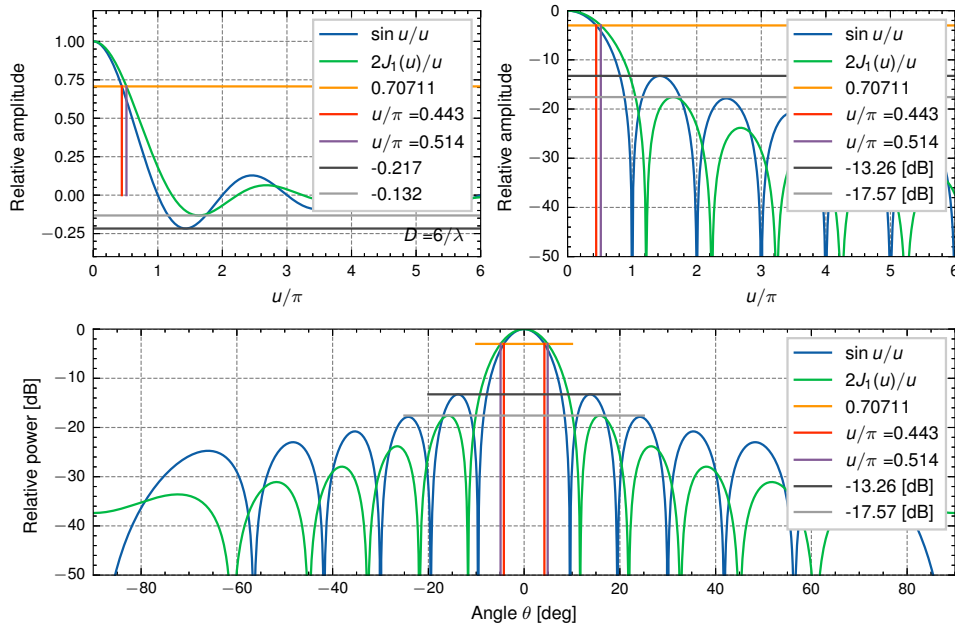 Relative amplitude
1.00
0.75
0.50
0.25
0.00
−0.25
0 1 2 3 4 5 6
u/π
sin u/u
2J₁(u)/u
0.70711
u/π =0.443
u/π =0.514
-0.217
-0.132
D =6/λ
Relative amplitude
0
−10
−20
−30
−40
−50
0 1 2 3 4 5 6
u/π
sin u/u
2J₁(u)/u
0.70711
u/π =0.443
u/π =0.514
-13.26 [dB]
-17.57 [dB]
Relative power [dB]
0
−10
−20
−30
−40
−50
−80 −60 −40 −20 0 20 40 60 80
Angle θ [deg]
sin u/u
2J₁(u)/u
0.70711
u/π =0.443
u/π =0.514
-13.26 [dB]
-17.57 [dB]